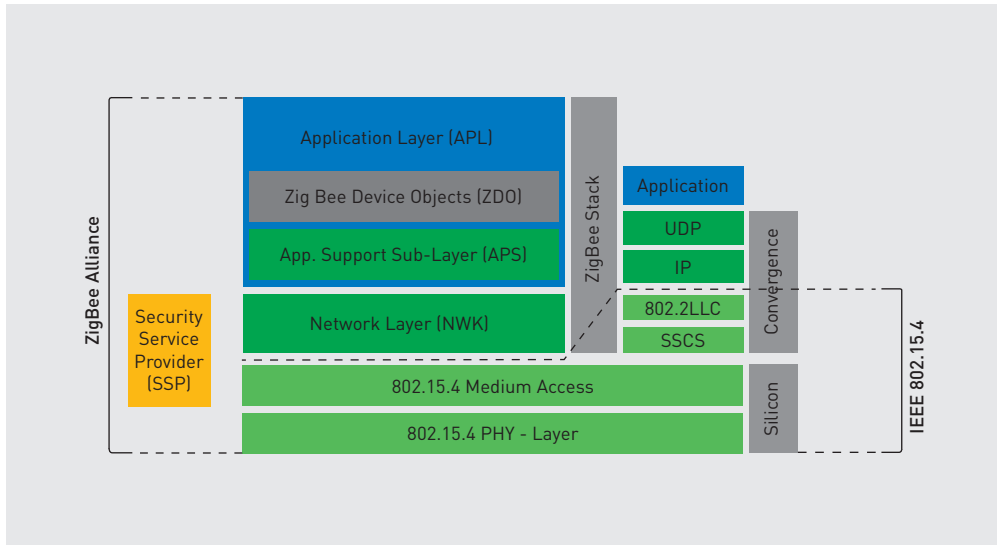 ZigBee Alliance
Security
Service
Provider
(SSP)
Application Layer (APL)
Zig Bee Device Objects (ZDO)
App. Support Sub-Layer (APS)
Network Layer (NWK)
802.15.4 Medium Access
802.15.4 PHY - Layer
ZigBee Stack
Application
UDP
IP
802.2LLC
SSCS
Convergence
Silicon
IEEE 802.15.4